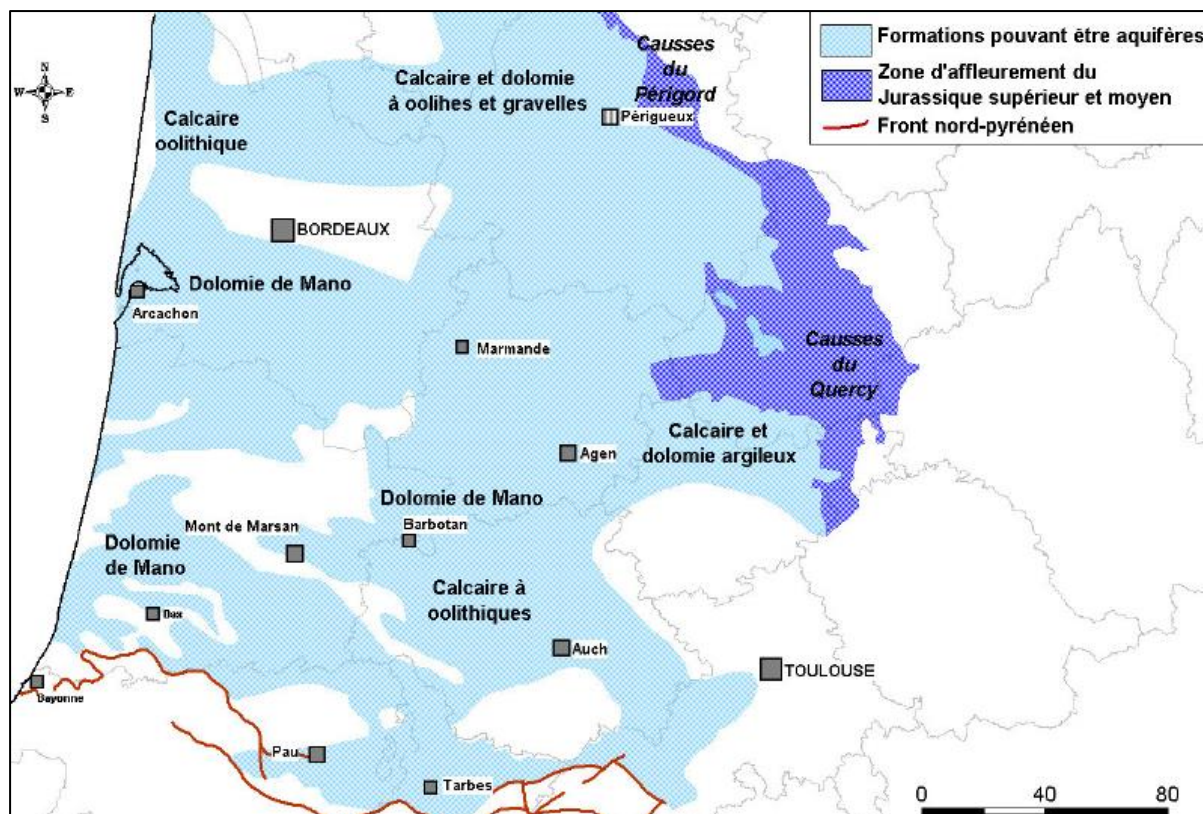 Formations pouvant être aquifères
Zone d'affleurement du
Jurassique supérieur et moyen
Front nord-pyrénéen
N
W E
S
Causses
du
Périgord
Calcaire et dolomie
à oolihes et gravelles
Périgueux
Calcaire
oolithique
BORDEAUX
Dolomie de Mano
Arcachon
Marmande
Causses
du
Quercy
Calcaire et
dolomie argileux
Agen
Dolomie de Mano
Barbotan
Mont de Marsan
Dolomie
de Mano
Calcaire à
oolithiques
Dax
Auch
TOULOUSE
Bayonne
Pau
Tarbes
0 40 80